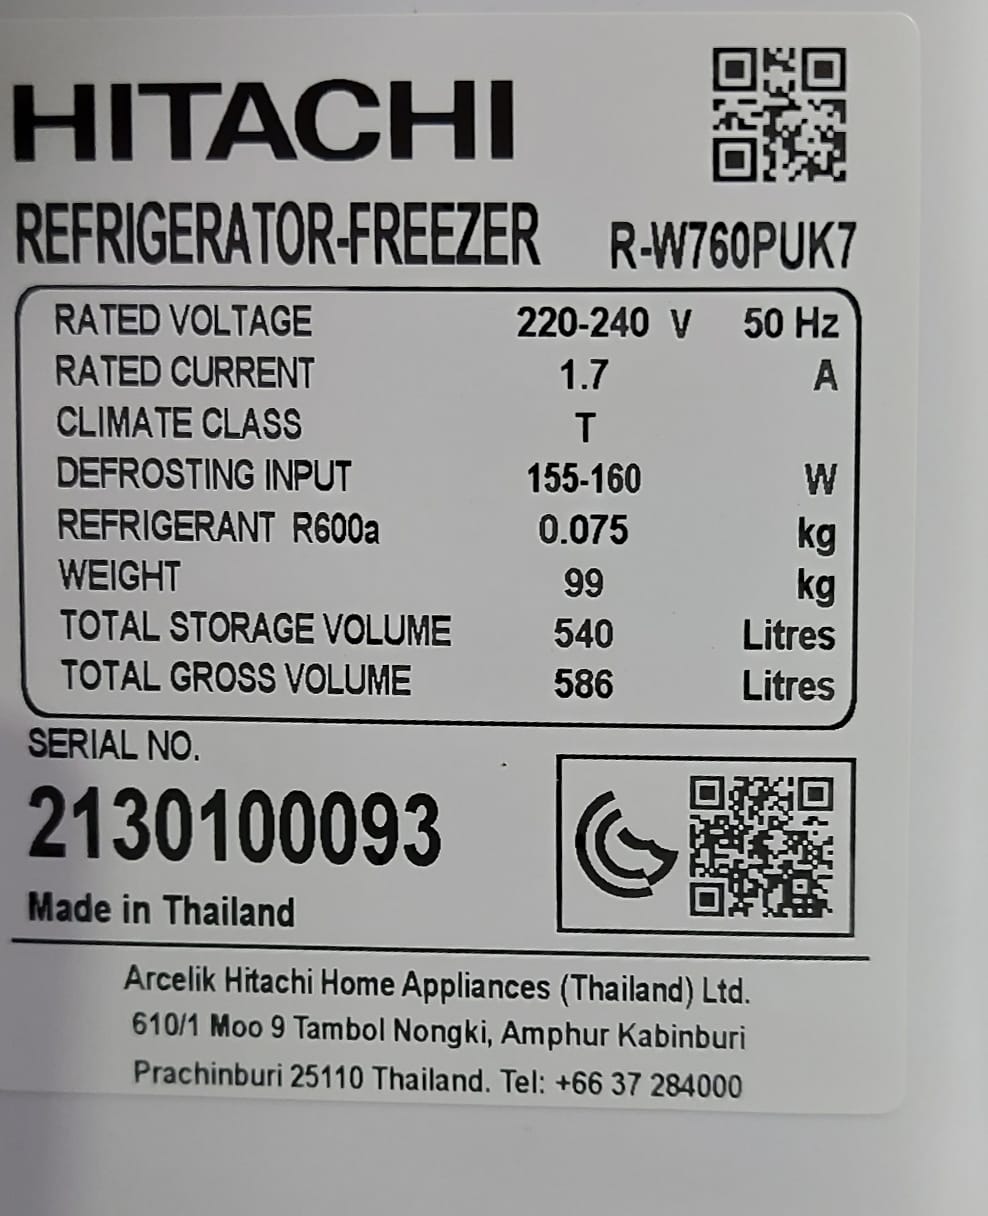 HITACHI
REFRIGERATOR-FREEZER R-W760PUK7
RATED VOLTAGE 220-240 V 50 Hz
RATED CURRENT 1.7 A
CLIMATE CLASS T
DEFROSTING INPUT 155-160 W
REFRIGERANT R600a 0.075 kg
WEIGHT 99 kg
TOTAL STORAGE VOLUME 540 Litres
TOTAL GROSS VOLUME 586 Litres
SERIAL NO.
2130100093
Made in Thailand
Arcelik Hitachi Home Appliances (Thailand) Ltd.
610/1 Moo 9 Tambol Nongki, Amphur Kabinburi
Prachinburi 25110 Thailand. Tel: +66 37 284000